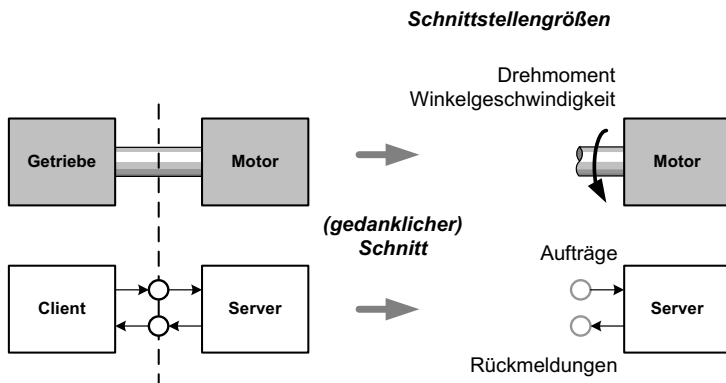 Schnittstellengrößen
Drehmoment
Winkelgeschwindigkeit
Getriebe
Motor
Motor
(gedanklicher)
Schnitt
Aufträge
Client
Server
Server
Rückmeldungen